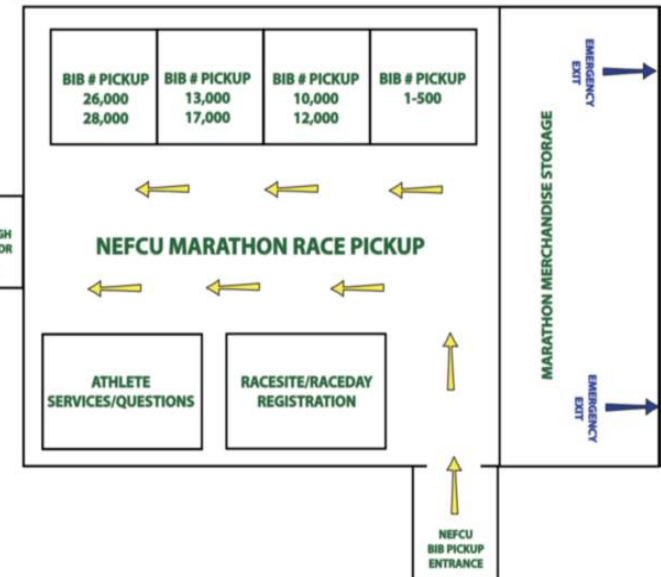 BIB # PICKUP
26,000
28,000
BIB # PICKUP
13,000
17,000
BIB # PICKUP
10,000
12,000
BIB # PICKUP
1-500
EMERGENCY
EXIT
MARATHON MERCHANDISE STORAGE
NEFCU MARATHON RACE PICKUP
ATHLETE
SERVICES/QUESTIONS
RACESITE/RACEDAY
REGISTRATION
EMERGENCY
EXIT
NEFCU
BIB PICKUP
ENTRANCE